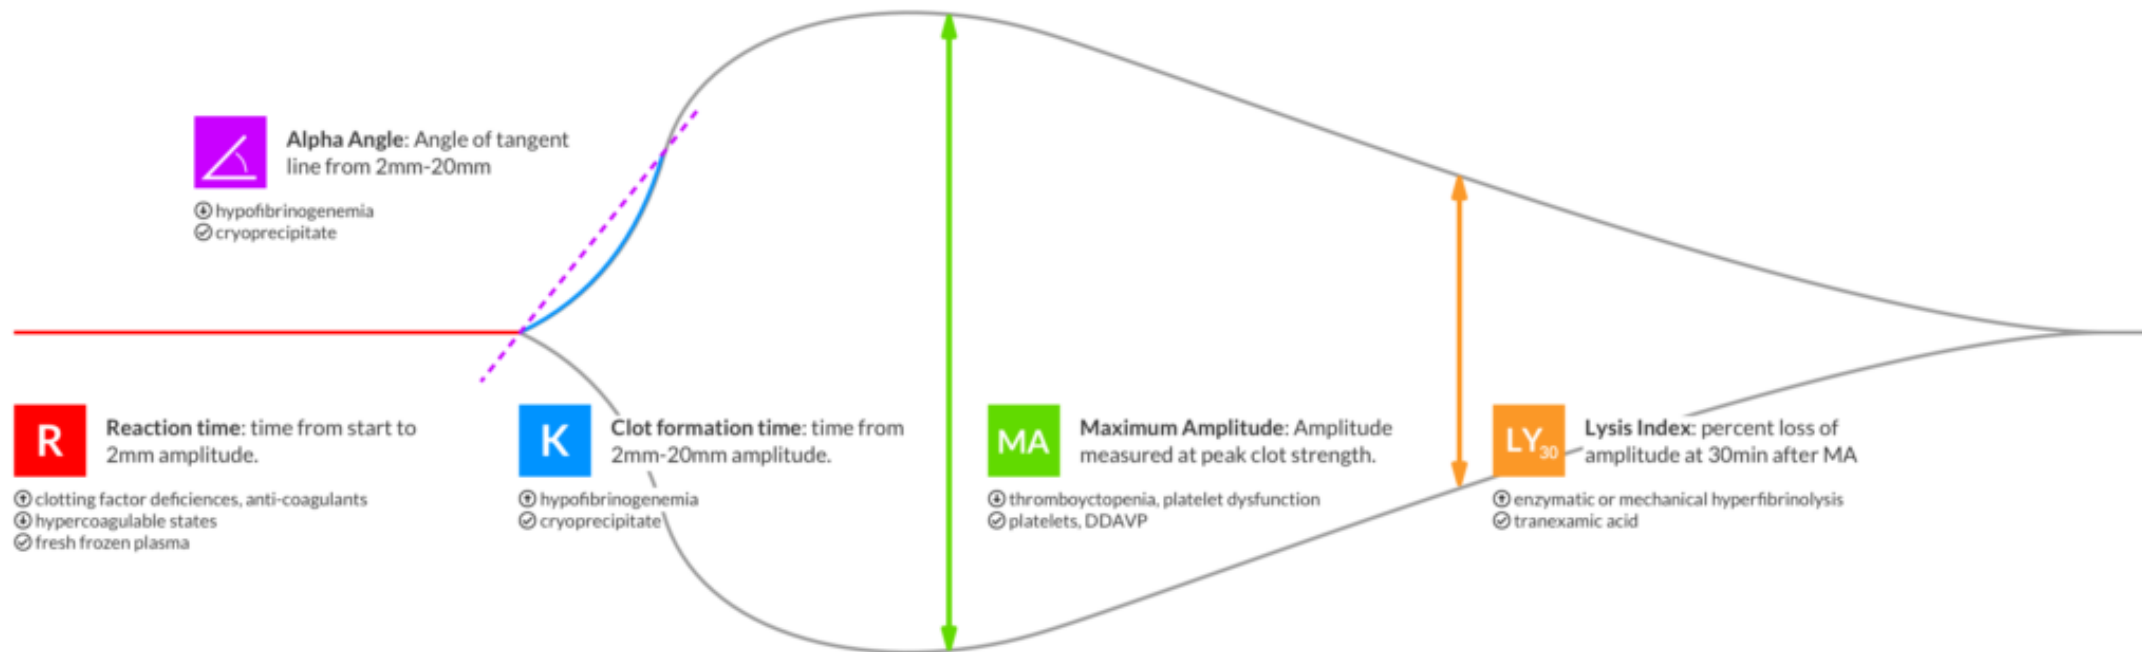 Alpha Angle: Angle of tangent
line from 2mm-20mm
hypofibrinogenemia
cryoprecipitate
R
Reaction time: time from start to
2mm amplitude.
clotting factor deficiences, anti-coagulants
hypercoagulable states
fresh frozen plasma
K
Clot formation time: time from
2mm-20mm amplitude.
hypofibrinogenemia
cryoprecipitate
MA
Maximum Amplitude: Amplitude
measured at peak clot strength.
thromboyctopenia, platelet dysfunction
platelets, DDAVP
LY30
Lysis Index: percent loss of
amplitude at 30min after MA
enzymatic or mechanical hyperfibrinolysis
tranexamic acid